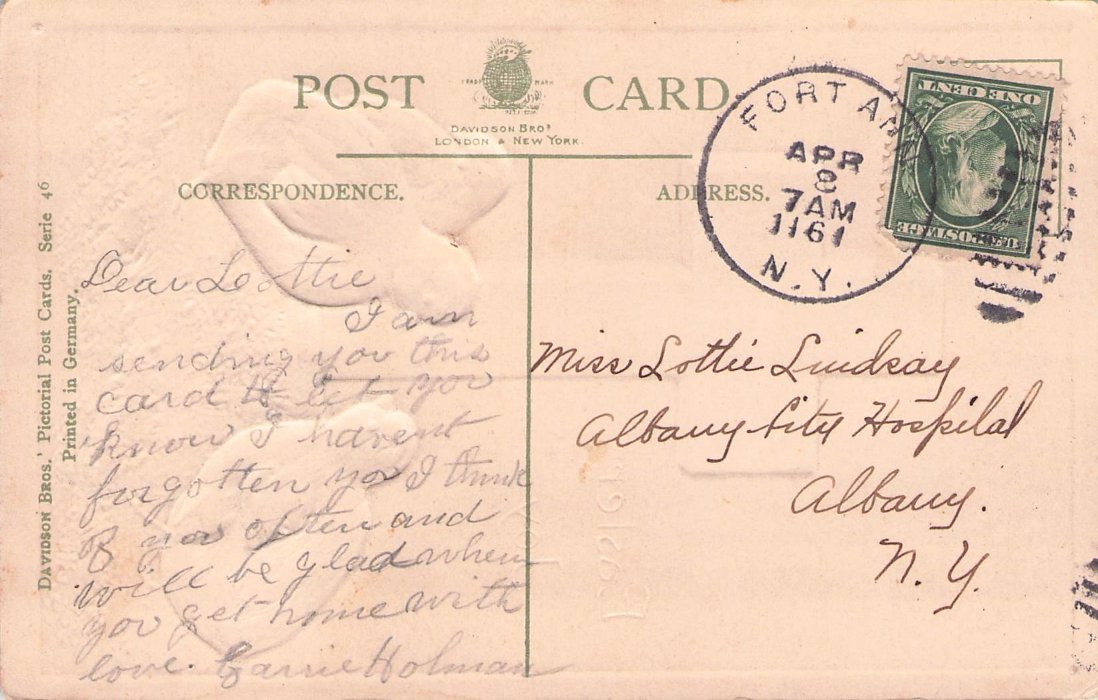 POST CARD
TRADE MARK
DAVIDSON BROS
LONDON & NEW YORK.
CORRESPONDENCE.
ADDRESS.
DAVIDSON BROS.' Pictorial Post Cards. Serie 46
Printed in Germany.
FORT ANN
APR
8
7AM
1161
N.Y.
ONE CENT
U.S. POSTAGE
Dear Lottie
I am
sending you this
card to let you
know I havent
forgotten you I think
of you often and
will be glad when
you get home with
love. Carrie Holman
Miss Lottie Lindsay
Albany City Hospital
Albany.
N. Y.